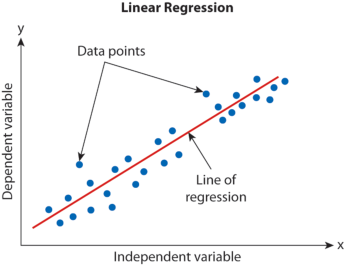 Linear Regression
y
Data points
Dependent variable
Line of
regression
x
Independent variable